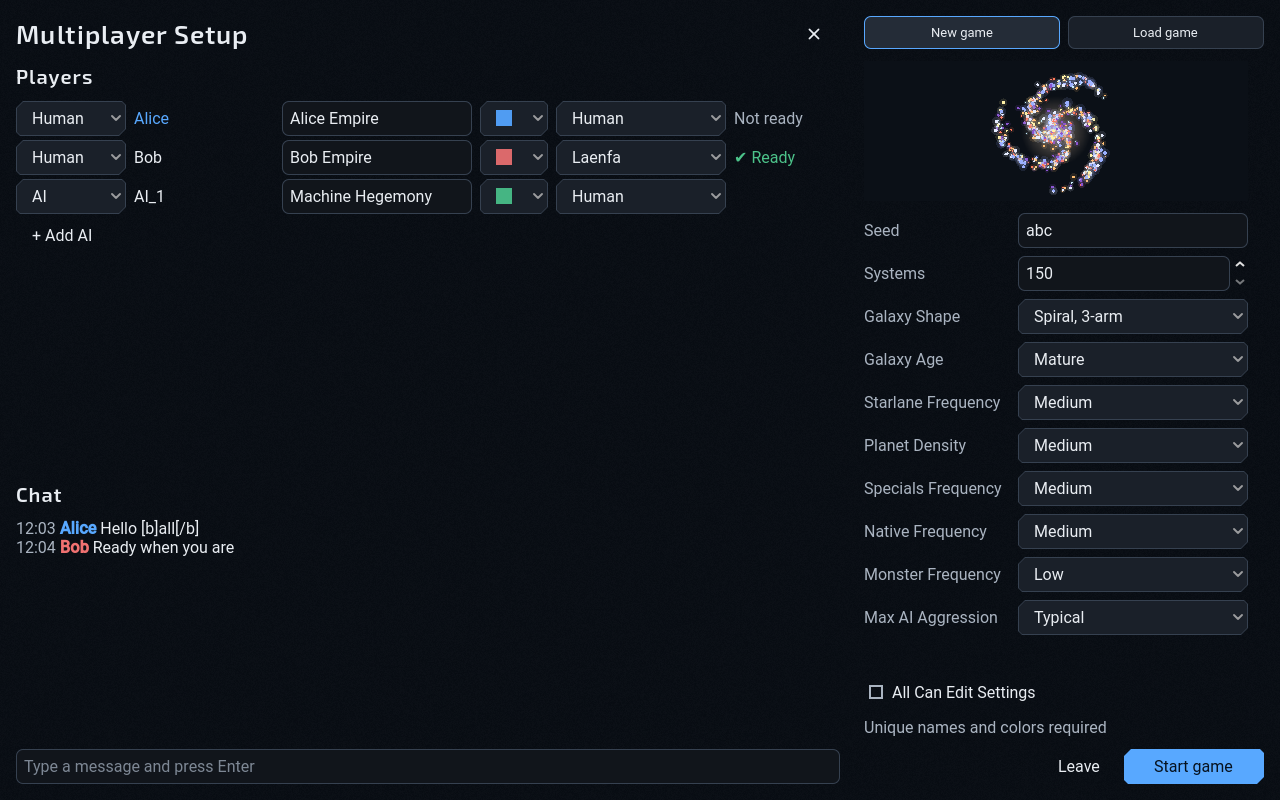 Multiplayer Setup
Players
Human Alice Alice Empire Human Not ready
Human Bob Bob Empire Laenfa ✔ Ready
AI AI_1 Machine Hegemony Human
+ Add AI
Chat
12:03 Alice Hello [b]all[/b]
12:04 Bob Ready when you are
Type a message and press Enter
New game Load game
Seed abc
Systems 150
Galaxy Shape Spiral, 3-arm
Galaxy Age Mature
Starlane Frequency Medium
Planet Density Medium
Specials Frequency Medium
Native Frequency Medium
Monster Frequency Low
Max AI Aggression Typical
All Can Edit Settings
Unique names and colors required
Leave Start game